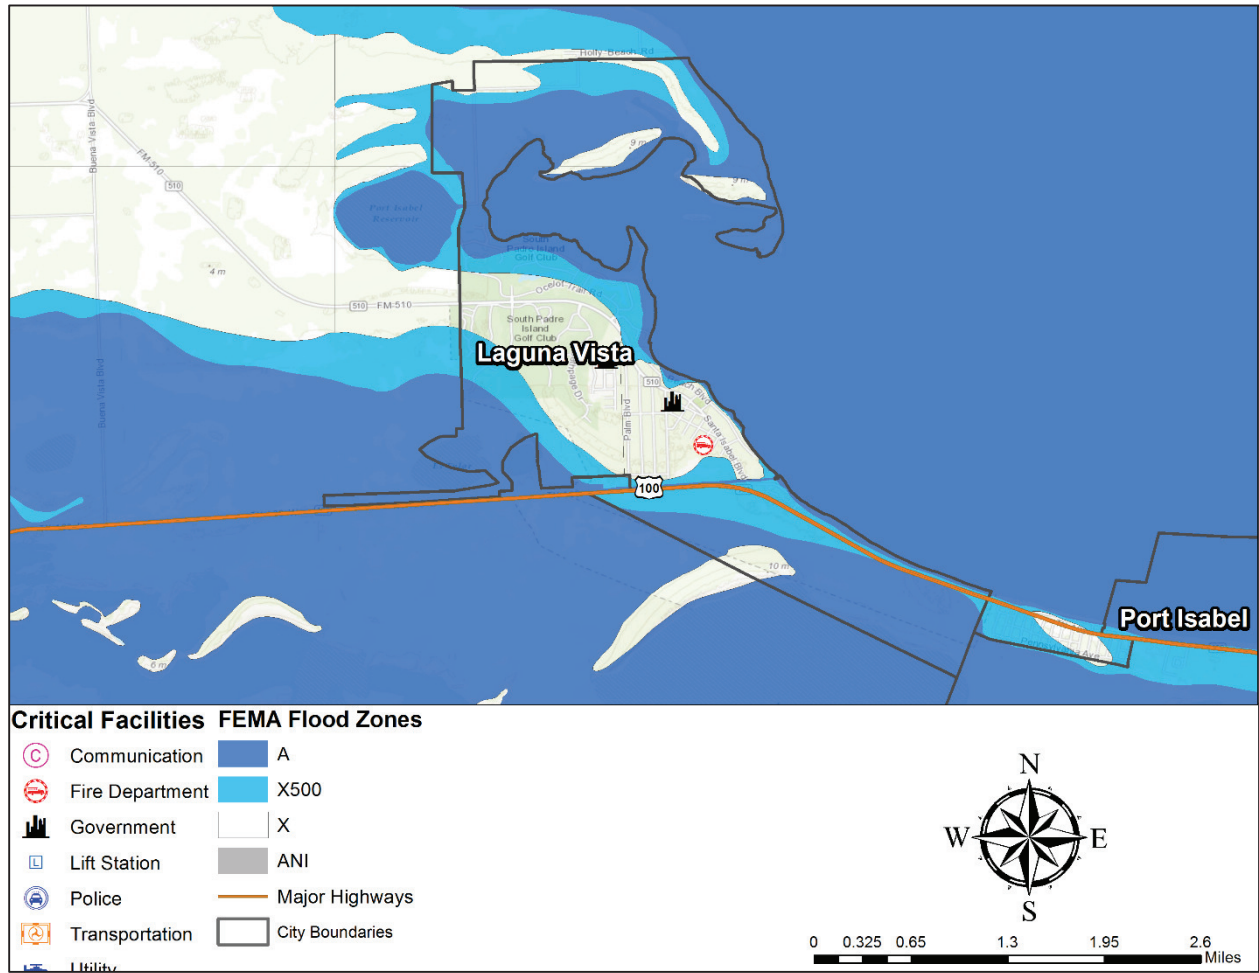 Holly Beach Rd
Buena Vista Blvd
FM-510
510
9 m
9 m
Port Isabel
Reservoir
South
Padre Island
Golf Club
4 m
Ocelot Trail Rd
510
FM-510
South Padre
Island
Golf Club
Laguna Vista
510
Palm Blvd
Santa Isabel Blvd
Buena Vista Blvd
100
10 m
6 m
Port Isabel
Critical Facilities
Communication
Fire Department
Government
L
Lift Station
Police
Transportation
Utility
FEMA Flood Zones
A
X500
X
ANI
Major Highways
City Boundaries
C
N
W
E
S
0
0.325
0.65
1.3
1.95
2.6
Miles